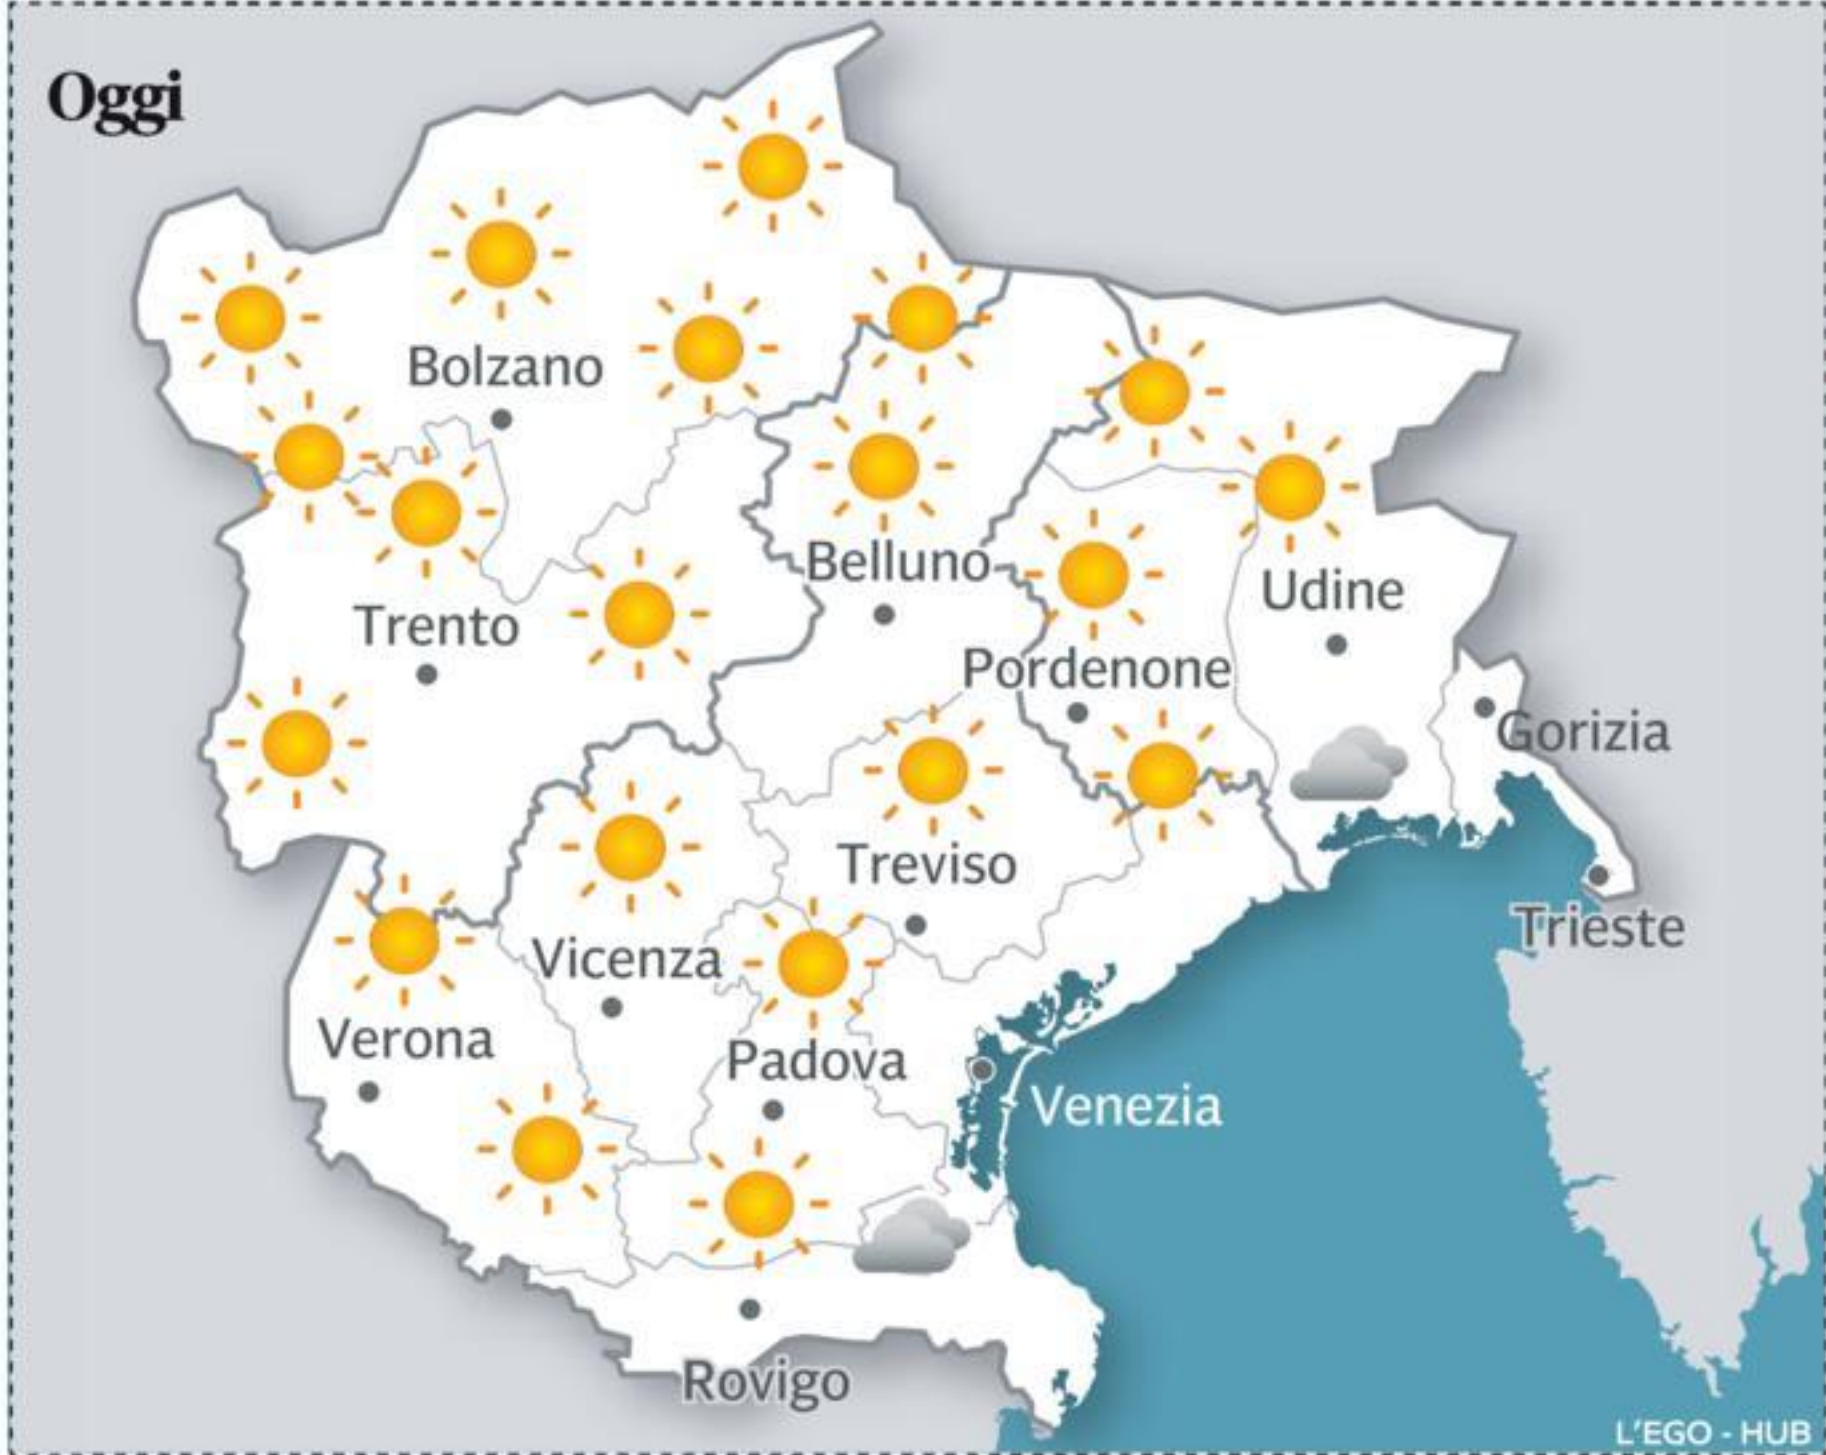 Oggi
Bolzano
Belluno
Udine
Trento
Pordenone
Gorizia
Treviso
Trieste
Vicenza
Verona
Padova
Venezia
Rovigo
L'EGO - HUB